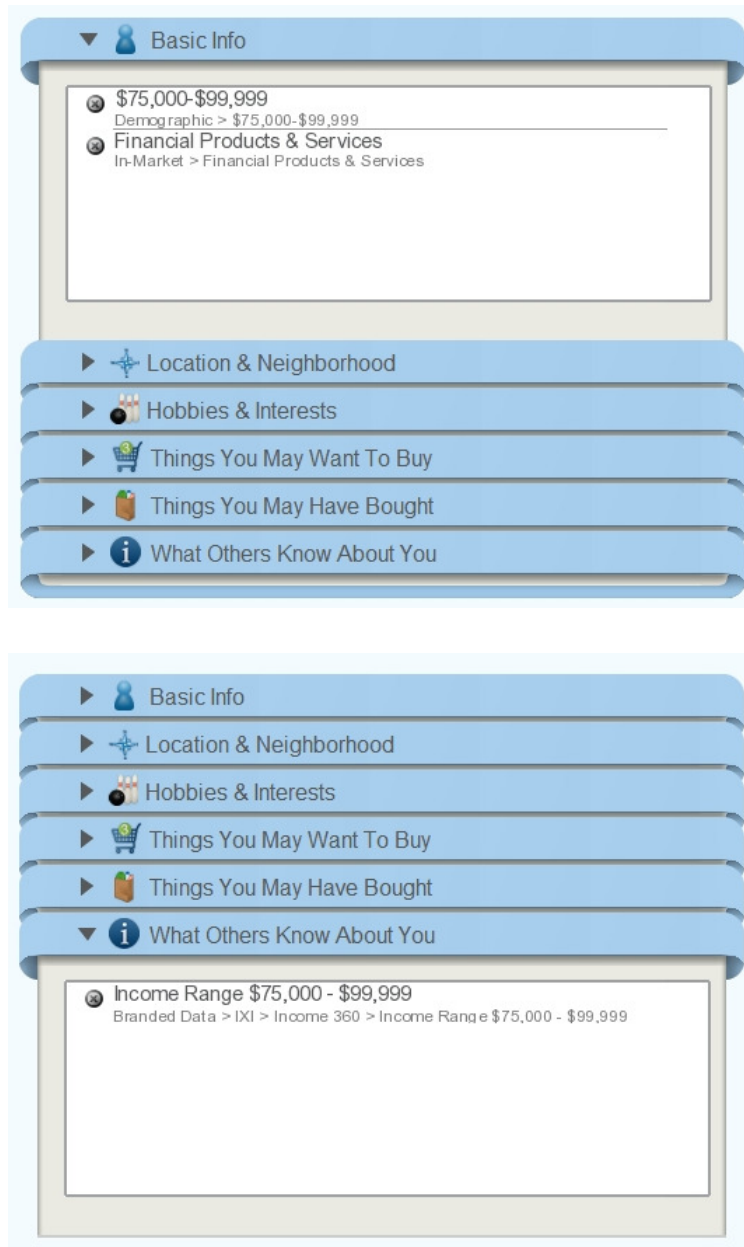 Basic Info
$75,000-$99,999
Demographic > $75,000-$99,999
Financial Products & Services
In-Market > Financial Products & Services
Location & Neighborhood
Hobbies & Interests
Things You May Want To Buy
Things You May Have Bought
What Others Know About You
Basic Info
Location & Neighborhood
Hobbies & Interests
Things You May Want To Buy
Things You May Have Bought
What Others Know About You
Income Range $75,000 - $99,999
Branded Data > IXI > Income 360 > Income Range $75,000 - $99,999